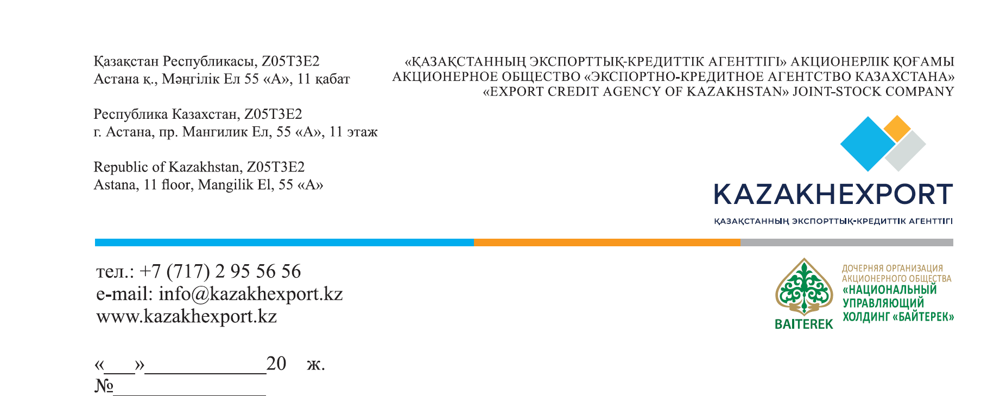 Қазақстан Республикасы, Z05T3E2
Астана қ., Мәңгілік Ел 55 «А», 11 қабат
Республика Казахстан, Z05T3E2
г. Астана, пр. Мангилик Ел, 55 «А», 11 этаж
Republic of Kazakhstan, Z05T3E2
Astana, 11 floor, Mangilik El, 55 «A»
«ҚАЗАҚСТАННЫҢ ЭКСПОРТТЫҚ-КРЕДИТТІК АГЕНТТІГІ» АКЦИОНЕРЛІК ҚОҒАМЫ
АКЦИОНЕРНОЕ ОБЩЕСТВО «ЭКСПОРТНО-КРЕДИТНОЕ АГЕНТСТВО КАЗАХСТАНА»
«EXPORT CREDIT AGENCY OF KAZAKHSTAN» JOINT-STOCK COMPANY
KAZAKHEXPORT
ҚАЗАҚСТАННЫҢ ЭКСПОРТТЫҚ-КРЕДИТТІК АГЕНТТІГІ
тел.: +7 (717) 2 95 56 56
e-mail: info@kazakhexport.kz
www.kazakhexport.kz
BAITEREK
ДОЧЕРНЯЯ ОРГАНИЗАЦИЯ
АКЦИОНЕРНОГО ОБЩЕСТВА
«НАЦИОНАЛЬНЫЙ
УПРАВЛЯЮЩИЙ
ХОЛДИНГ «БАЙТЕРЕК»
«___»____________20 ж.
№_______________